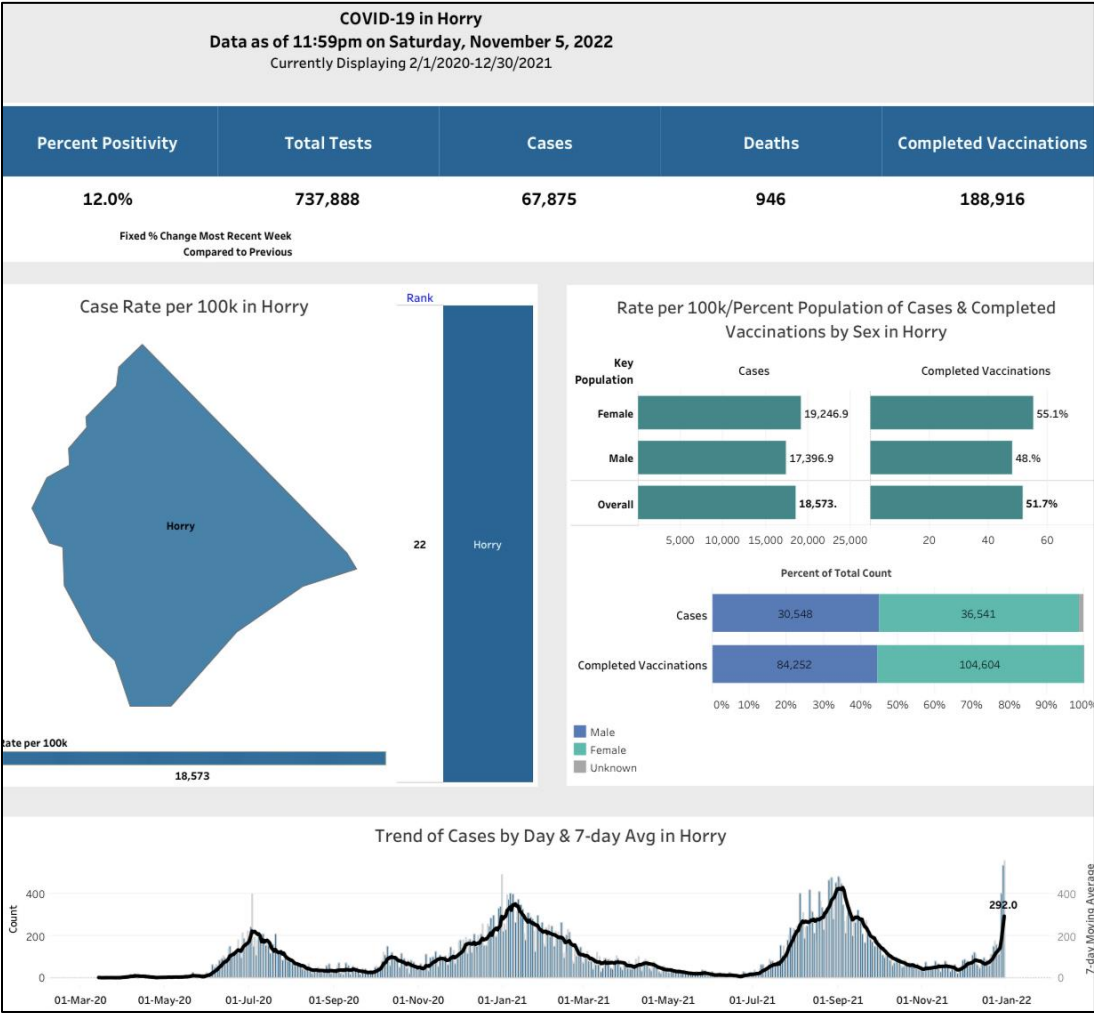 COVID-19 in Horry
Data as of 11:59pm on Saturday, November 5, 2022
Currently Displaying 2/1/2020-12/30/2021
Percent Positivity Total Tests Cases Deaths Completed Vaccinations
12.0% 737,888 67,875 946 188,916
Fixed % Change Most Recent Week
Compared to Previous
Case Rate per 100k in Horry
Rank
Horry
22 Horry
ate per 100k
18,573
Rate per 100k/Percent Population of Cases & Completed
Vaccinations by Sex in Horry
Key
Population
Cases Completed Vaccinations
Female 19,246.9 55.1%
Male 17,396.9 48.%
Overall 18,573. 51.7%
5,000 10,000 15,000 20,000 25,000 20 40 60
Percent of Total Count
Cases 30,548 36,541
Completed Vaccinations 84,252 104,604
0% 10% 20% 30% 40% 50% 60% 70% 80% 90% 100%
Male
Female
Unknown
Trend of Cases by Day & 7-day Avg in Horry
Count
400 400
292.0
200 200
0 0
7-day Moving Average
01-Mar-20 01-May-20 01-Jul-20 01-Sep-20 01-Nov-20 01-Jan-21 01-Mar-21 01-May-21 01-Jul-21 01-Sep-21 01-Nov-21 01-Jan-22